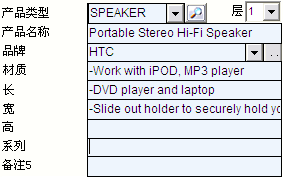 产品类型 SPEAKER 层 1
产品名称 Portable Stereo Hi-Fi Speaker
品牌 HTC ..
材质 -Work with iPOD, MP3 player
长 -DVD player and laptop
宽 -Slide out holder to securely hold yo
高
系列
备注5